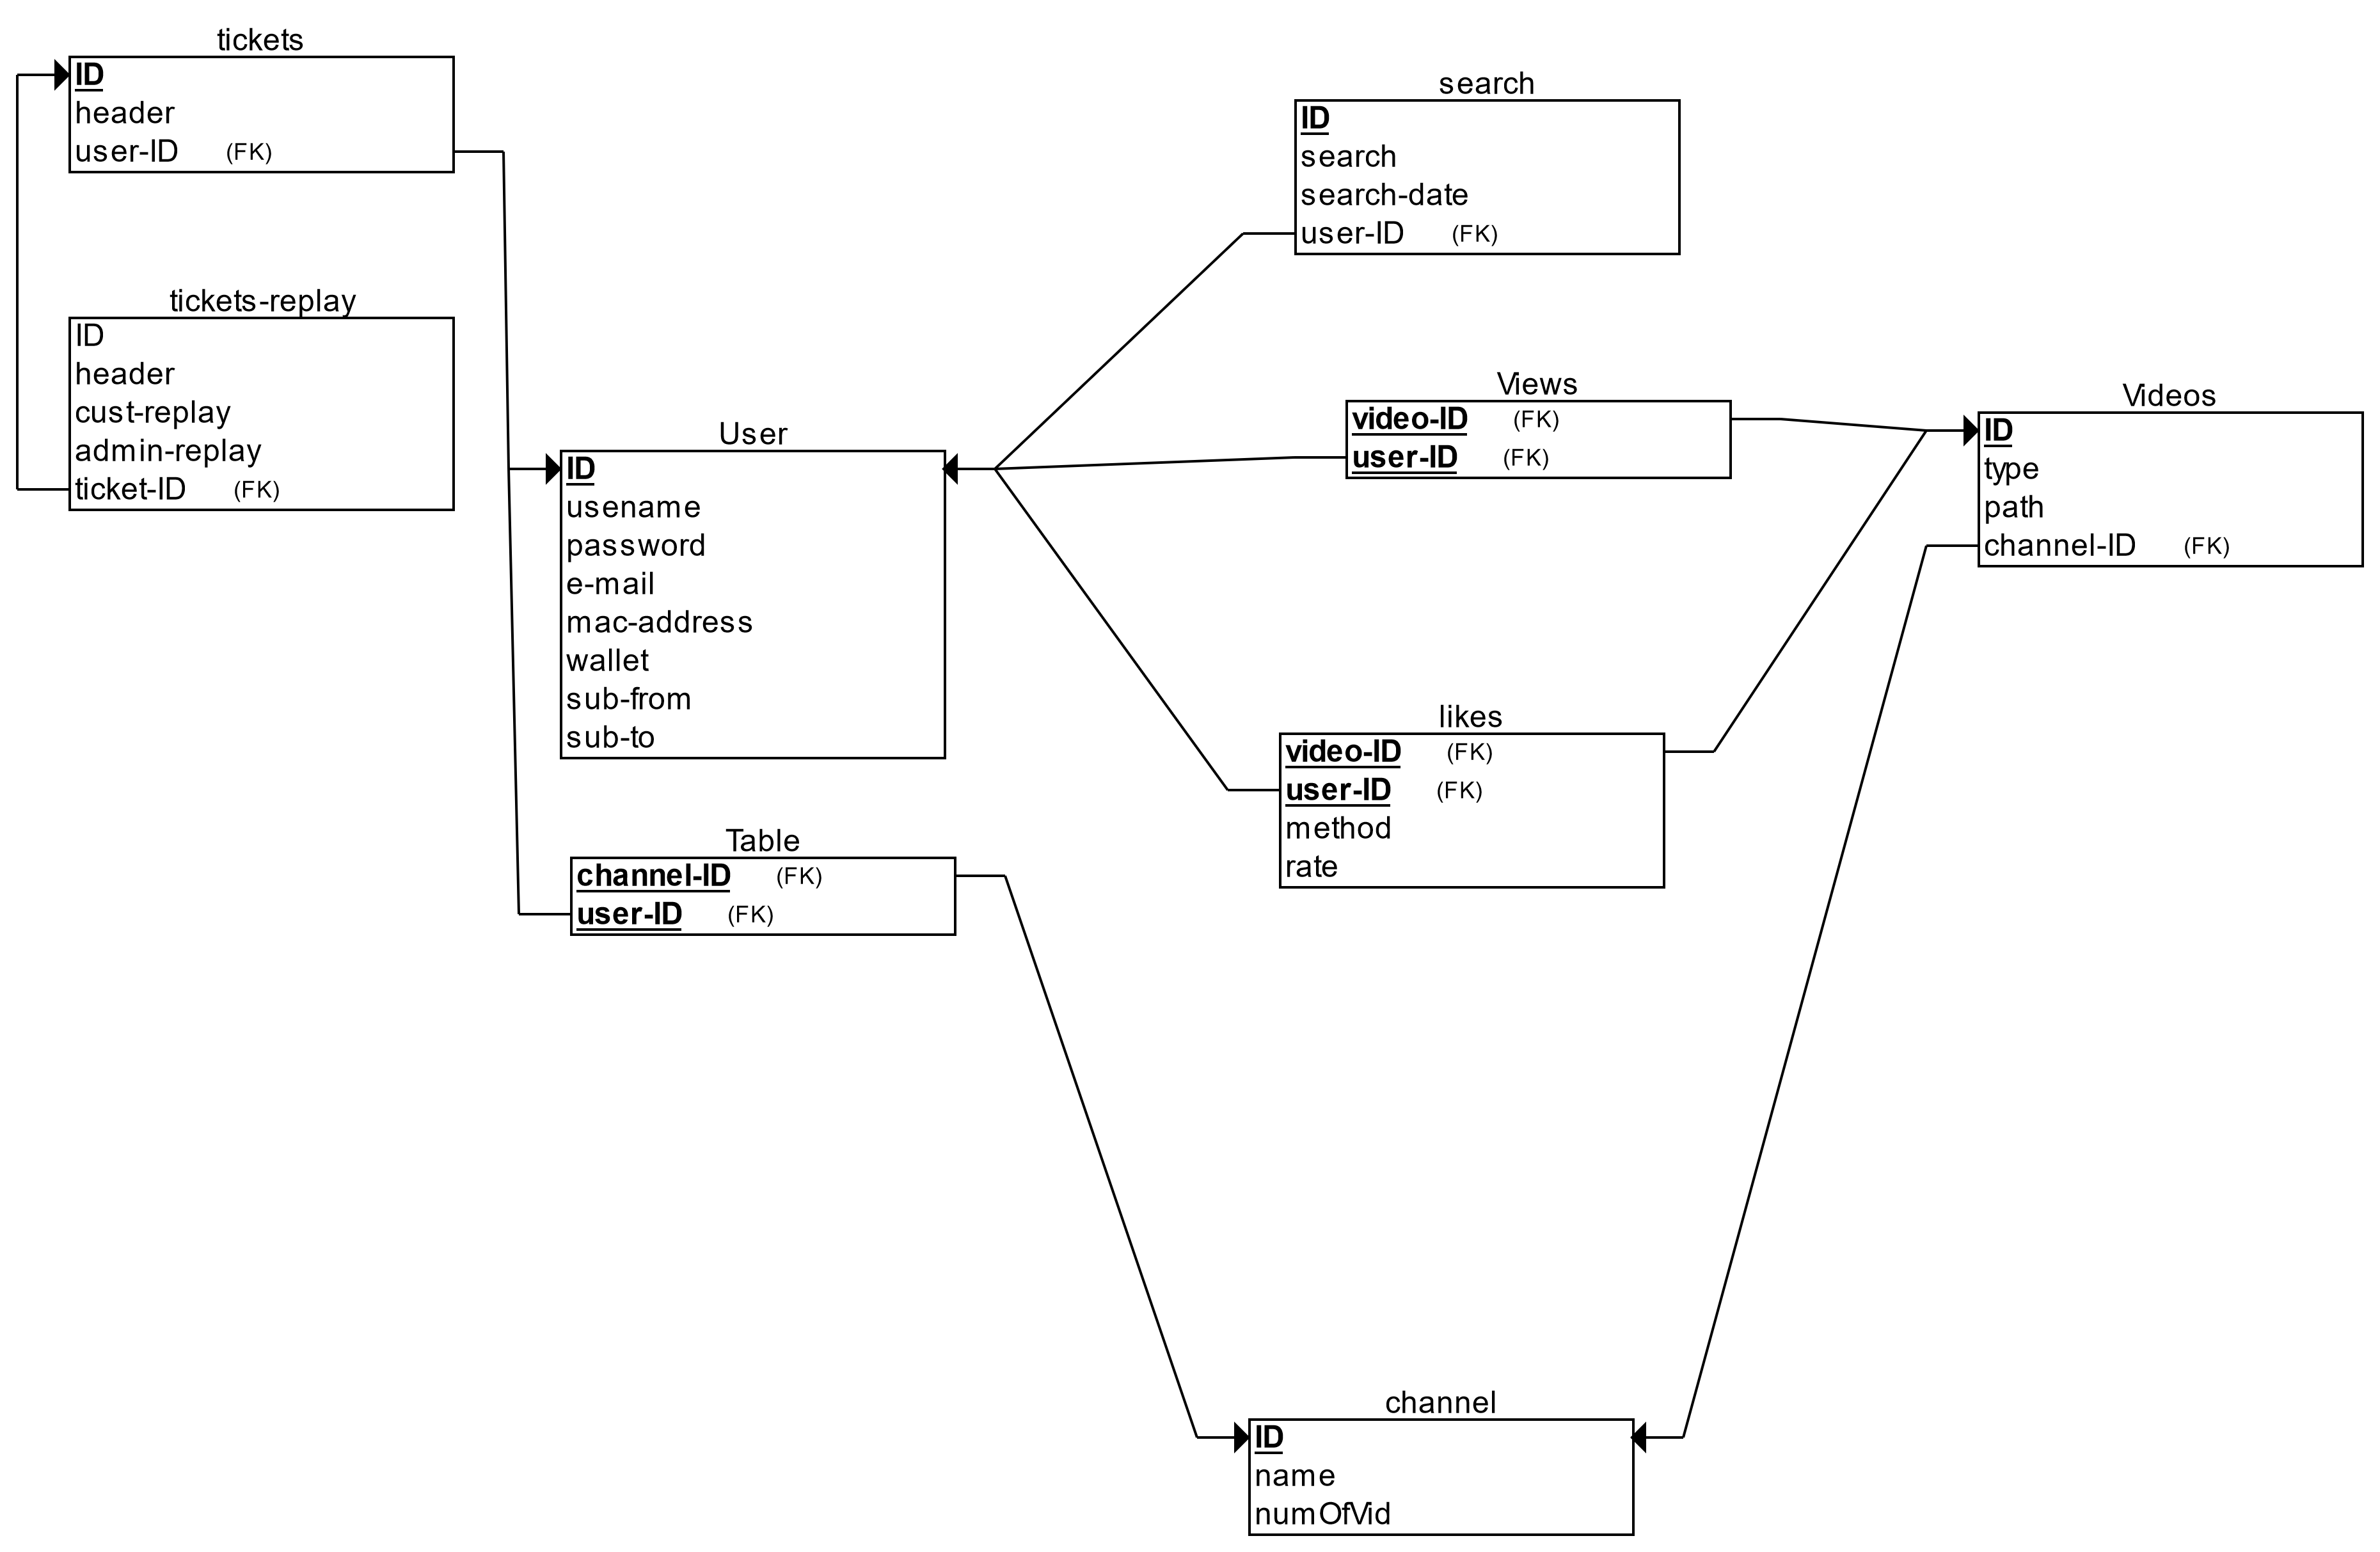 tickets
ID
header
user-ID (FK)
tickets-replay
ID
header
cust-replay
admin-replay
ticket-ID (FK)
User
ID
usename
password
e-mail
mac-address
wallet
sub-from
sub-to
Table
channel-ID (FK)
user-ID (FK)
search
ID
search
search-date
user-ID (FK)
Views
video-ID (FK)
user-ID (FK)
likes
video-ID (FK)
user-ID (FK)
method
rate
Videos
ID
type
path
channel-ID (FK)
channel
ID
name
numOfVid